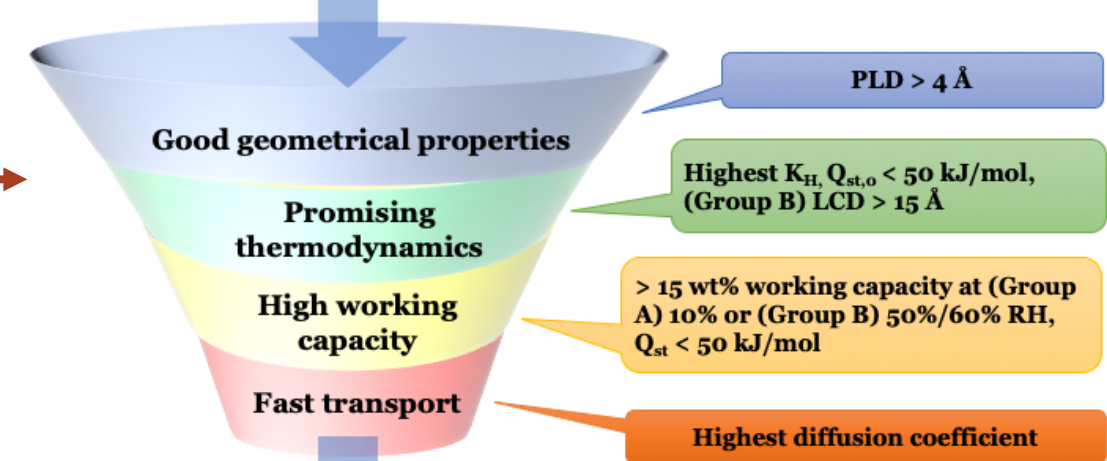 PLD > 4 Å
Good geometrical properties
Highest K_H, Q_st,0 < 50 kJ/mol,
(Group B) LCD > 15 Å
Promising
thermodynamics
> 15 wt% working capacity at (Group
A) 10% or (Group B) 50%/60% RH,
Q_st < 50 kJ/mol
High working
capacity
Fast transport
Highest diffusion coefficient